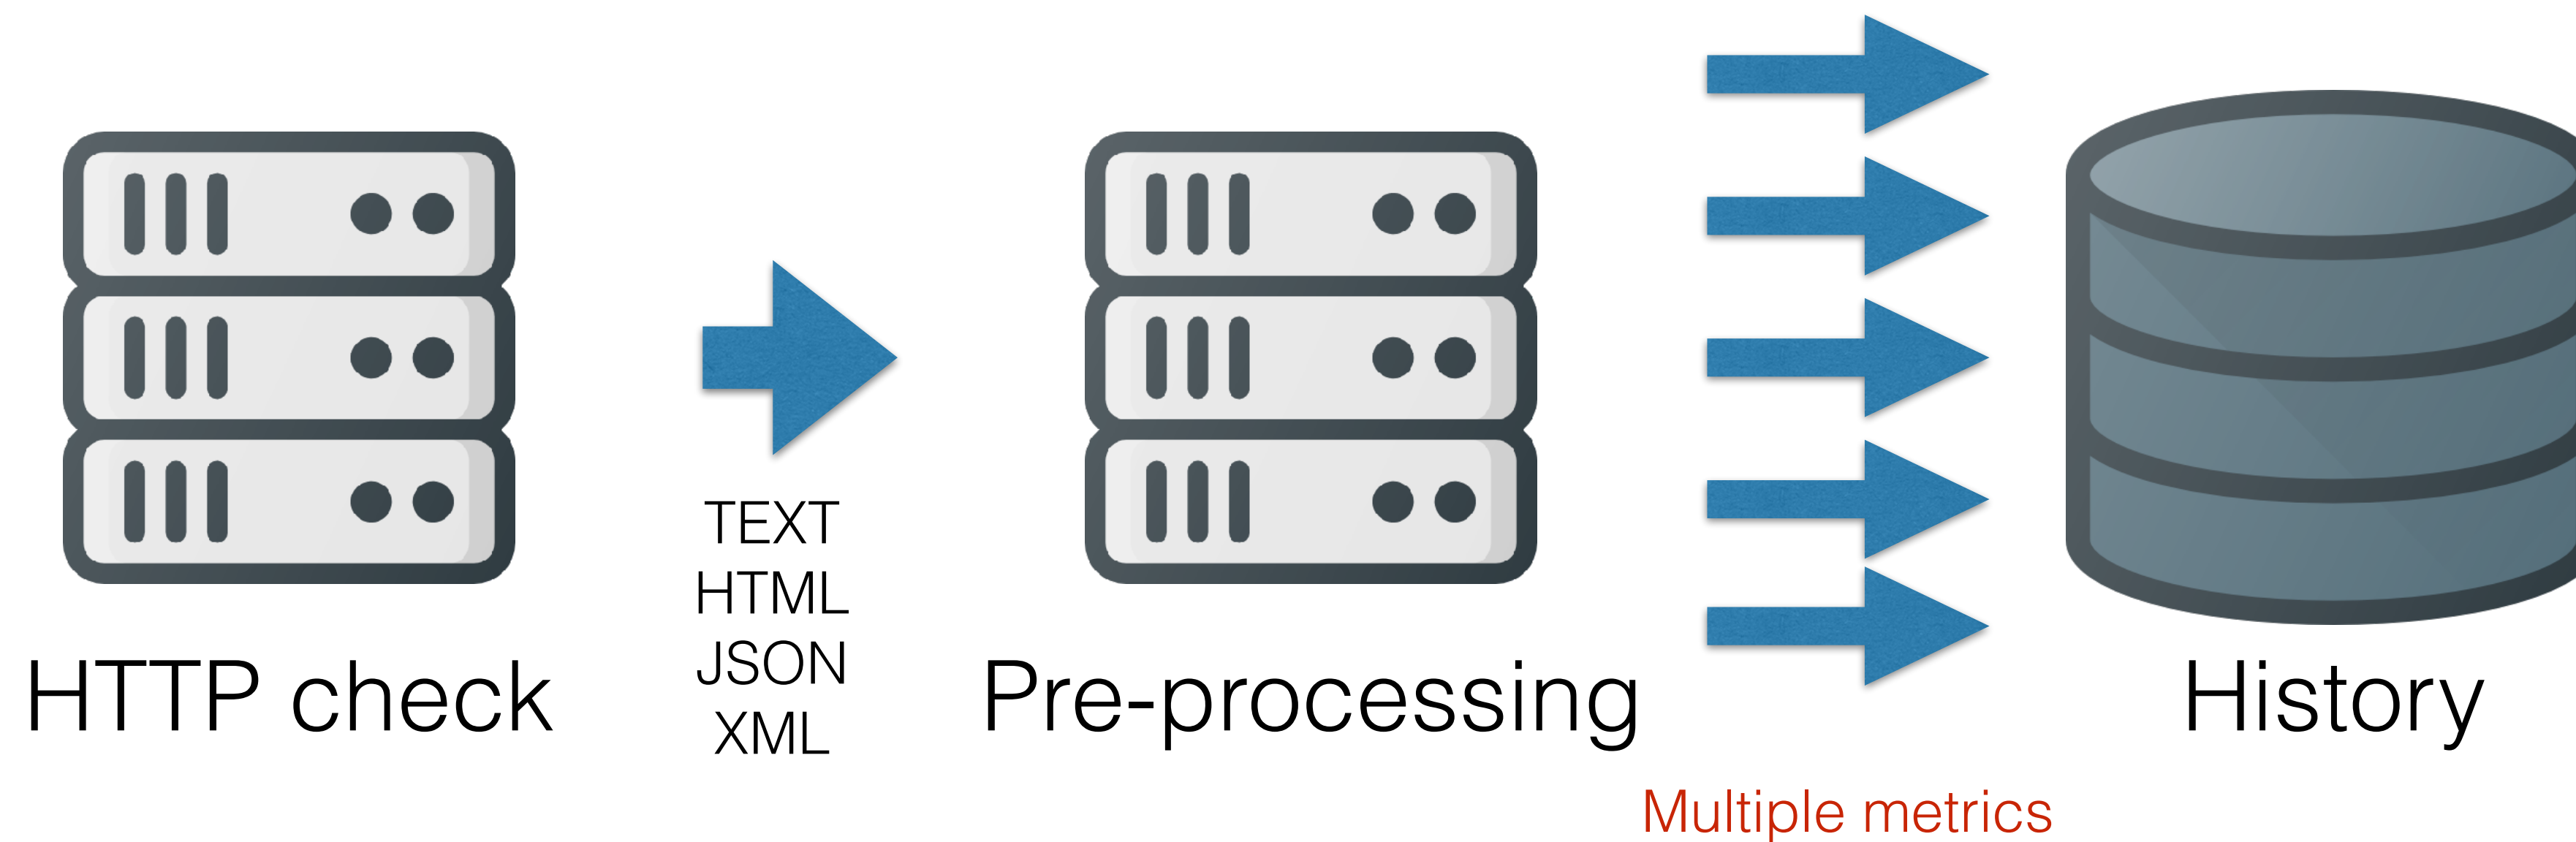 HTTP check
TEXT
HTML
JSON
XML
Pre-processing
Multiple metrics
History